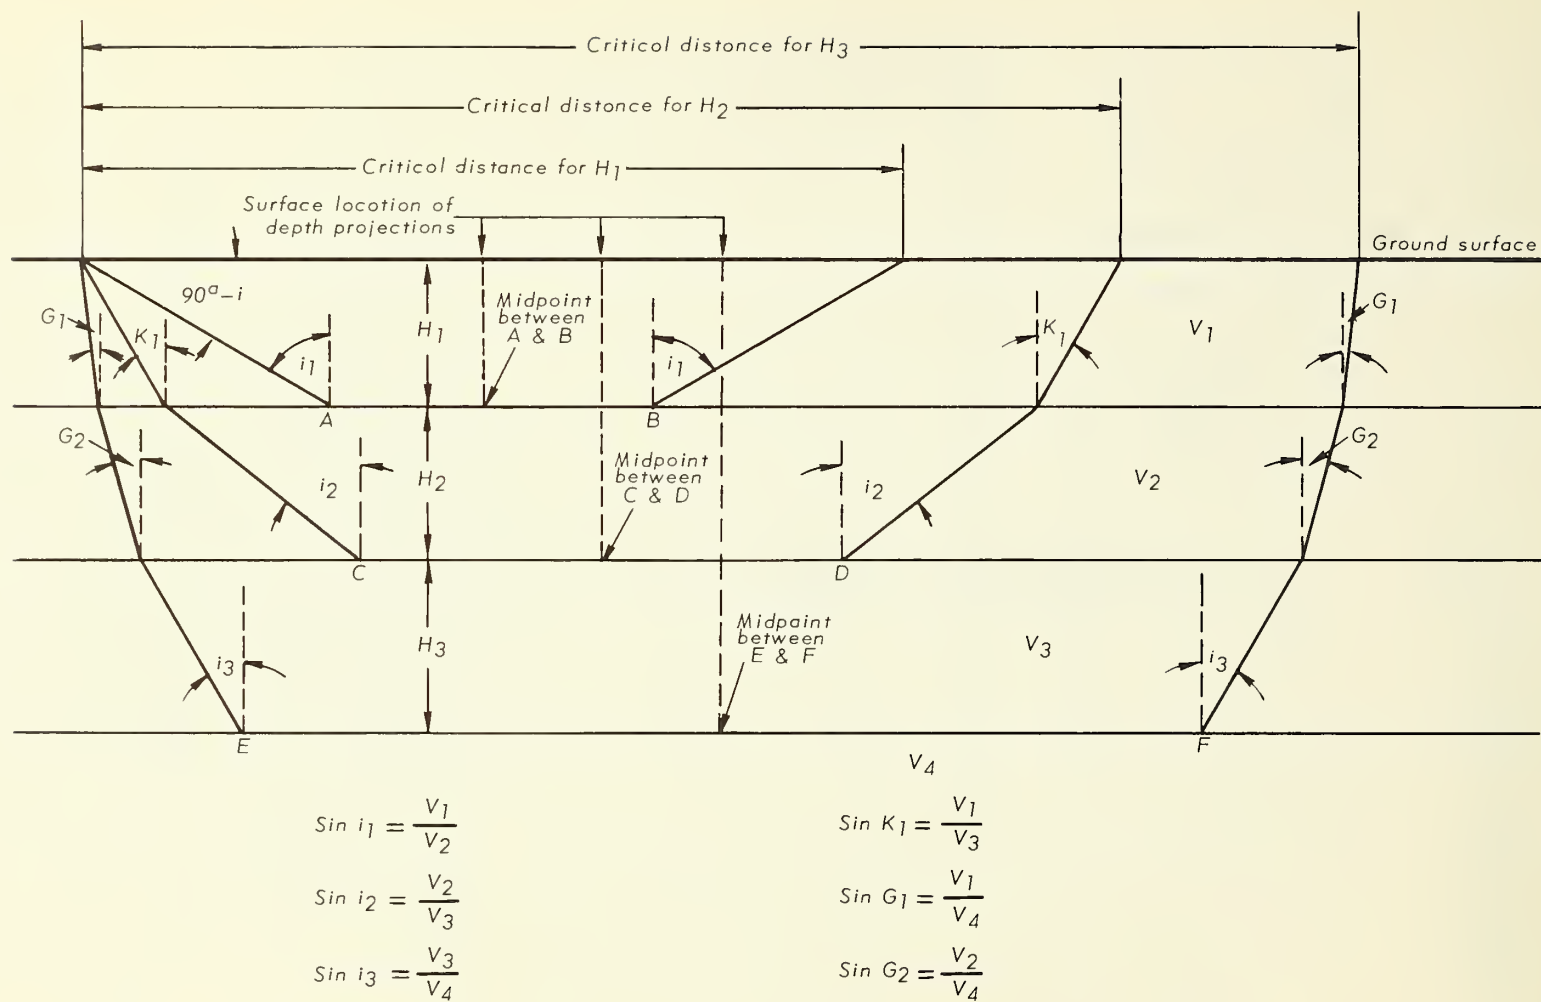 Criticol distonce for H3
Critical distonce for H2
Criticol distance for H1
Surface locotion of
depth projections
Ground surface
90º–i
G1
K1
i1
H1
Midpoint
between
A & B
i1
K1
V1
G1
A
B
G2
i2
H2
Midpoint
between
C & D
i2
V2
G2
C
D
i3
H3
Midpaint
between
E & F
V3
i3
E
F
V4
Sin i1 = V1/V2
Sin K1 = V1/V3
Sin i2 = V2/V3
Sin G1 = V1/V4
Sin i3 = V3/V4
Sin G2 = V2/V4